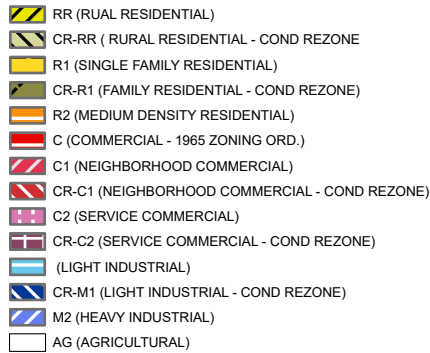 RR (RUAL RESIDENTIAL)
CR-RR ( RURAL RESIDENTIAL - COND REZONE
R1 (SINGLE FAMILY RESIDENTIAL)
CR-R1 (FAMILY RESIDENTIAL - COND REZONE)
R2 (MEDIUM DENSITY RESIDENTIAL)
C (COMMERCIAL - 1965 ZONING ORD.)
C1 (NEIGHBORHOOD COMMERCIAL)
CR-C1 (NEIGHBORHOOD COMMERCIAL - COND REZONE)
C2 (SERVICE COMMERCIAL)
CR-C2 (SERVICE COMMERCIAL - COND REZONE)
(LIGHT INDUSTRIAL)
CR-M1 (LIGHT INDUSTRIAL - COND REZONE)
M2 (HEAVY INDUSTRIAL)
AG (AGRICULTURAL)